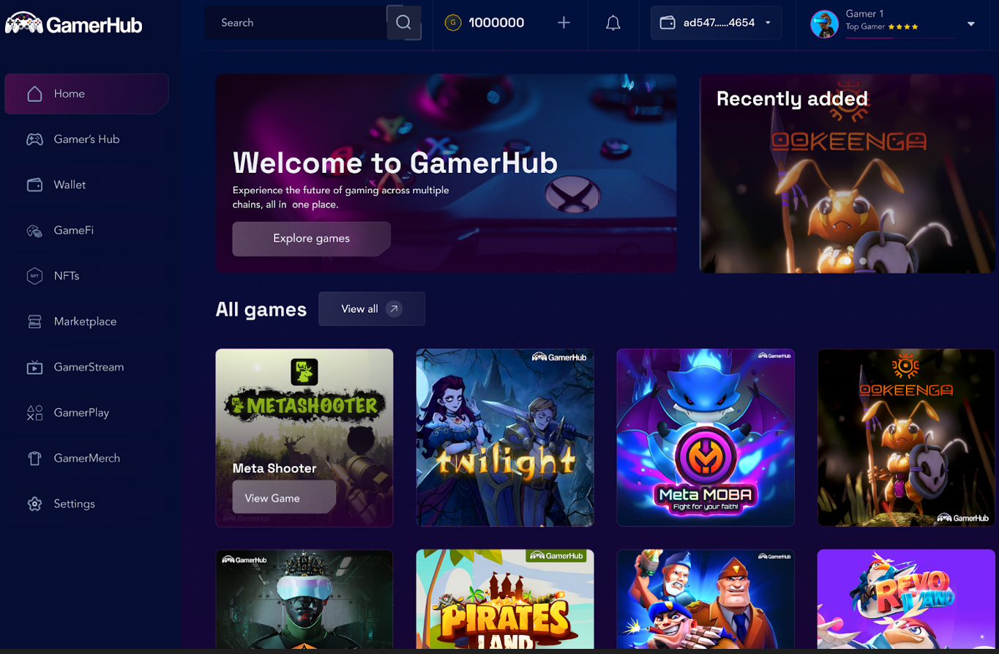 GamerHub
Search
G
1000000
ad547......4654
Gamer 1
Top Gamer
Home
Gamer's Hub
Wallet
GameFi
NFT
NFTs
Marketplace
GamerStream
GamerPlay
GamerMerch
Settings
Welcome to GamerHub
Experience the future of gaming across multiple
chains, all in one place.
Explore games
Recently added
OOKEENGA
All games
View all
METASHOOTER
Meta Shooter
View Game
GamerHub
GamerHub
twilight
GamerHub
Meta MOBA
Fight for your faith!
OOKEENGA
GamerHub
GamerHub
GamerHub
PIRATES
LAND
GamerHub
REVO
LAND